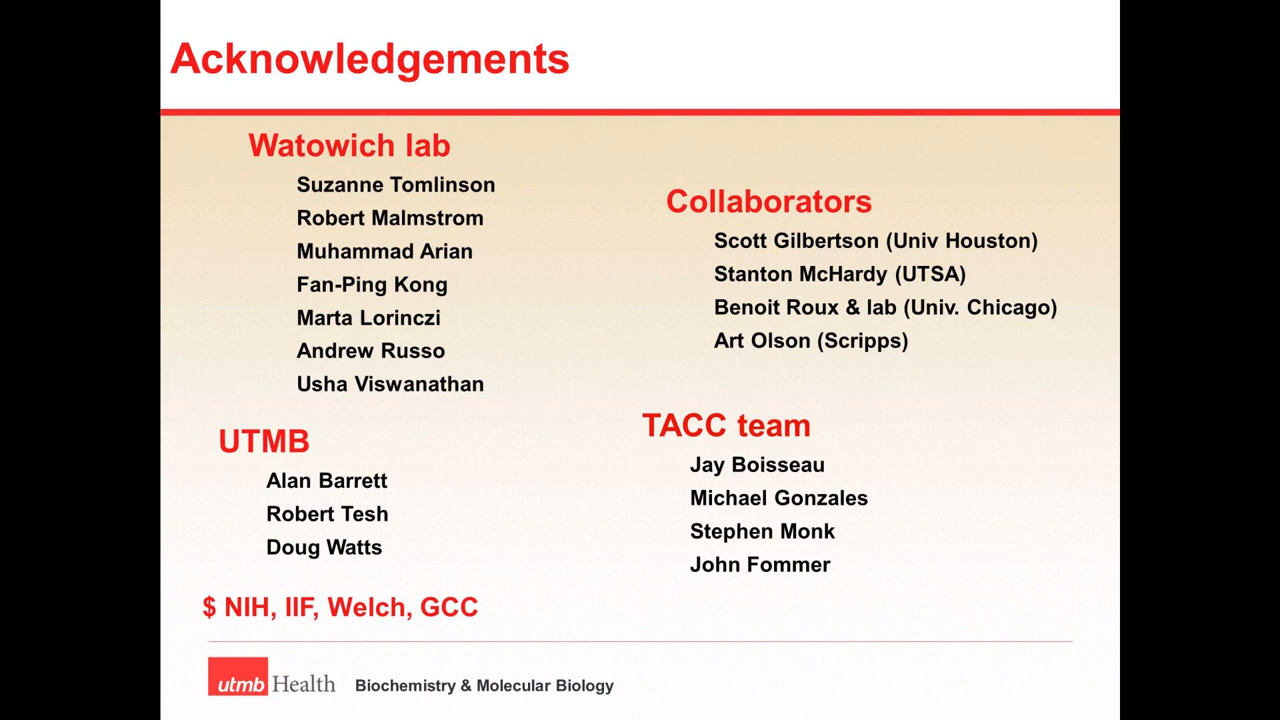 Acknowledgements
Watowich lab
Suzanne Tomlinson
Robert Malmstrom
Muhammad Arian
Fan-Ping Kong
Marta Lorinczi
Andrew Russo
Usha Viswanathan
UTMB
Alan Barrett
Robert Tesh
Doug Watts
$ NIH, IIF, Welch, GCC
Collaborators
Scott Gilbertson (Univ Houston)
Stanton McHardy (UTSA)
Benoit Roux & lab (Univ. Chicago)
Art Olson (Scripps)
TACC team
Jay Boisseau
Michael Gonzales
Stephen Monk
John Fommer
utmb Health Biochemistry & Molecular Biology